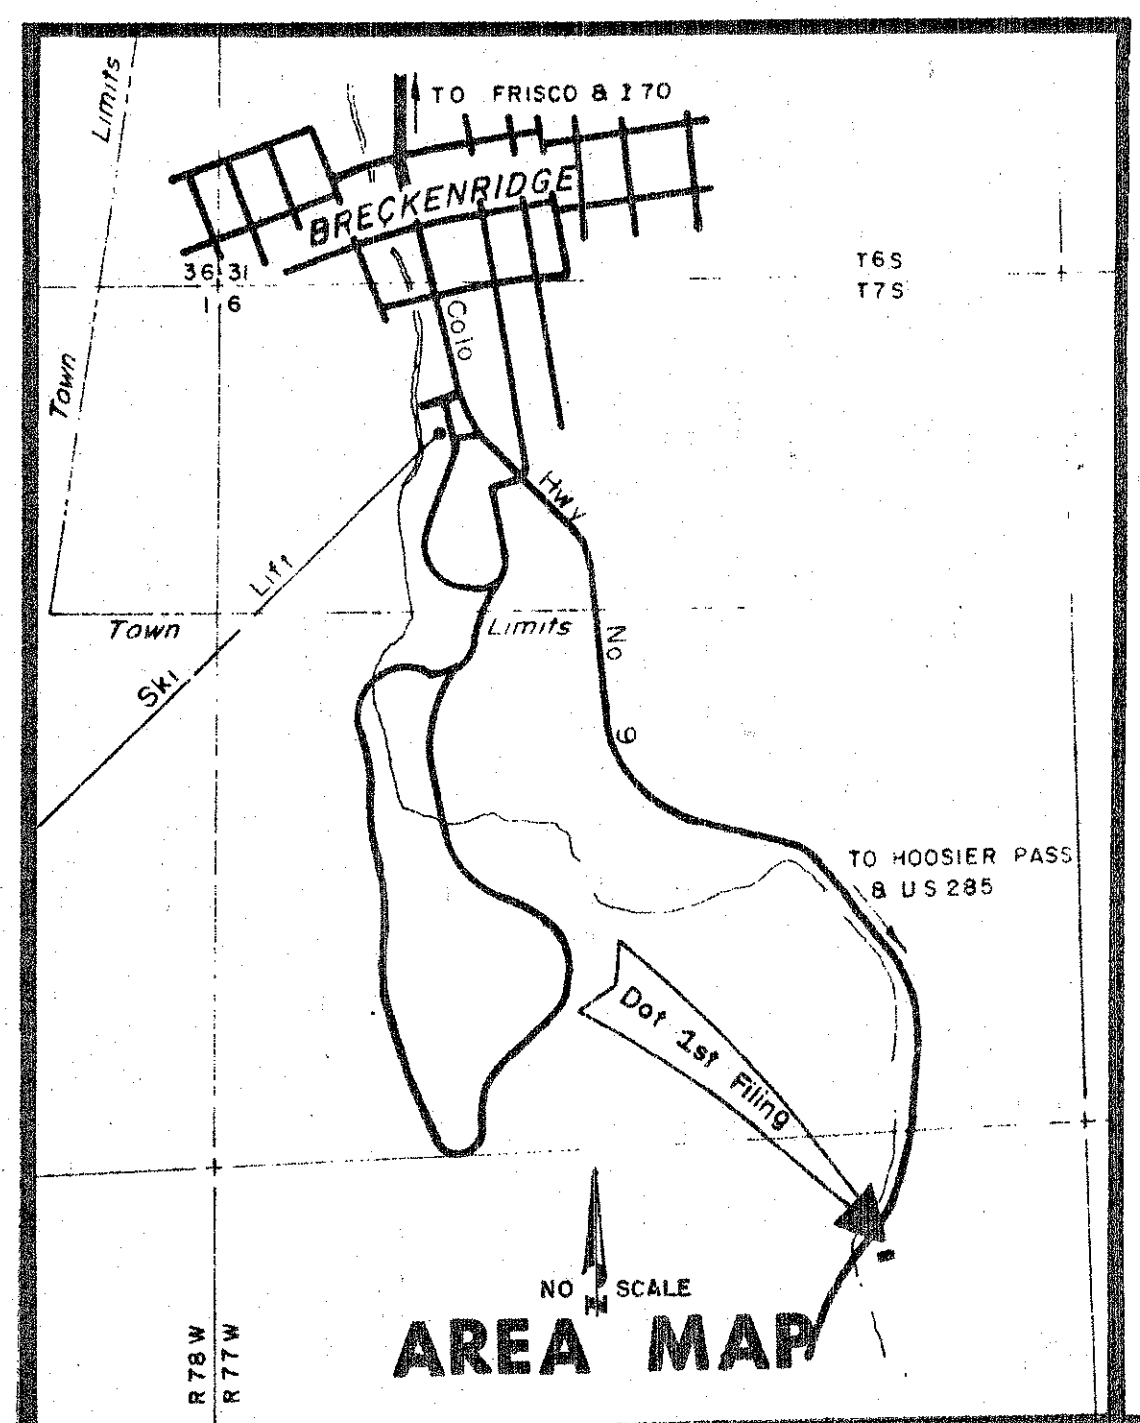 Limits
TO FRISCO & I 70
BRECKENRIDGE
36 31
1 6
T6S
T7S
Colo
Town
Hwy
Lift
Town
Limits
No
Ski
9
TO HOOSIER PASS
& US 285
Dot 1st Filing
NO N SCALE
AREA MAP
R78W
R77W